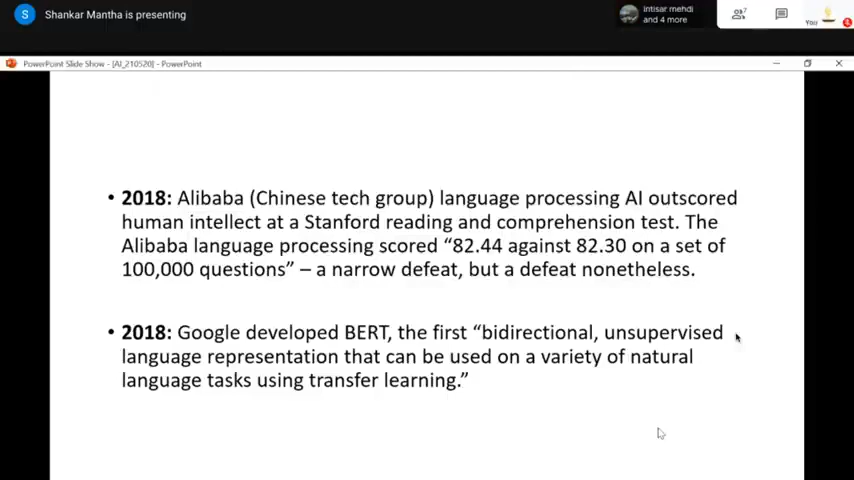 S Shankar Mantha is presenting
intisar mehdi
and 4 more
7
You
PowerPoint Slide Show - [AI_210520] - PowerPoint
• 2018: Alibaba (Chinese tech group) language processing AI outscored
human intellect at a Stanford reading and comprehension test. The
Alibaba language processing scored “82.44 against 82.30 on a set of
100,000 questions” – a narrow defeat, but a defeat nonetheless.
• 2018: Google developed BERT, the first “bidirectional, unsupervised
language representation that can be used on a variety of natural
language tasks using transfer learning.”